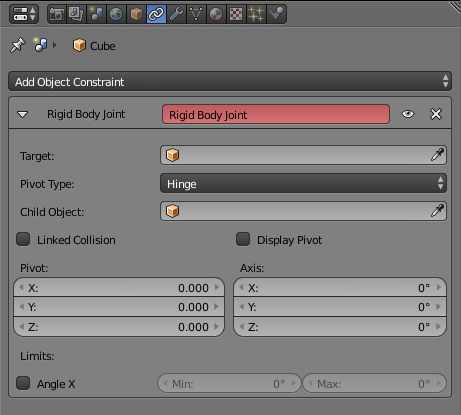 Cube
Add Object Constraint
Rigid Body Joint Rigid Body Joint
Target:
Pivot Type: Hinge
Child Object:
Linked Collision Display Pivot
Pivot: Axis:
X: 0.000 X: 0°
Y: 0.000 Y: 0°
Z: 0.000 Z: 0°
Limits:
Angle X Min: 0° Max: 0°